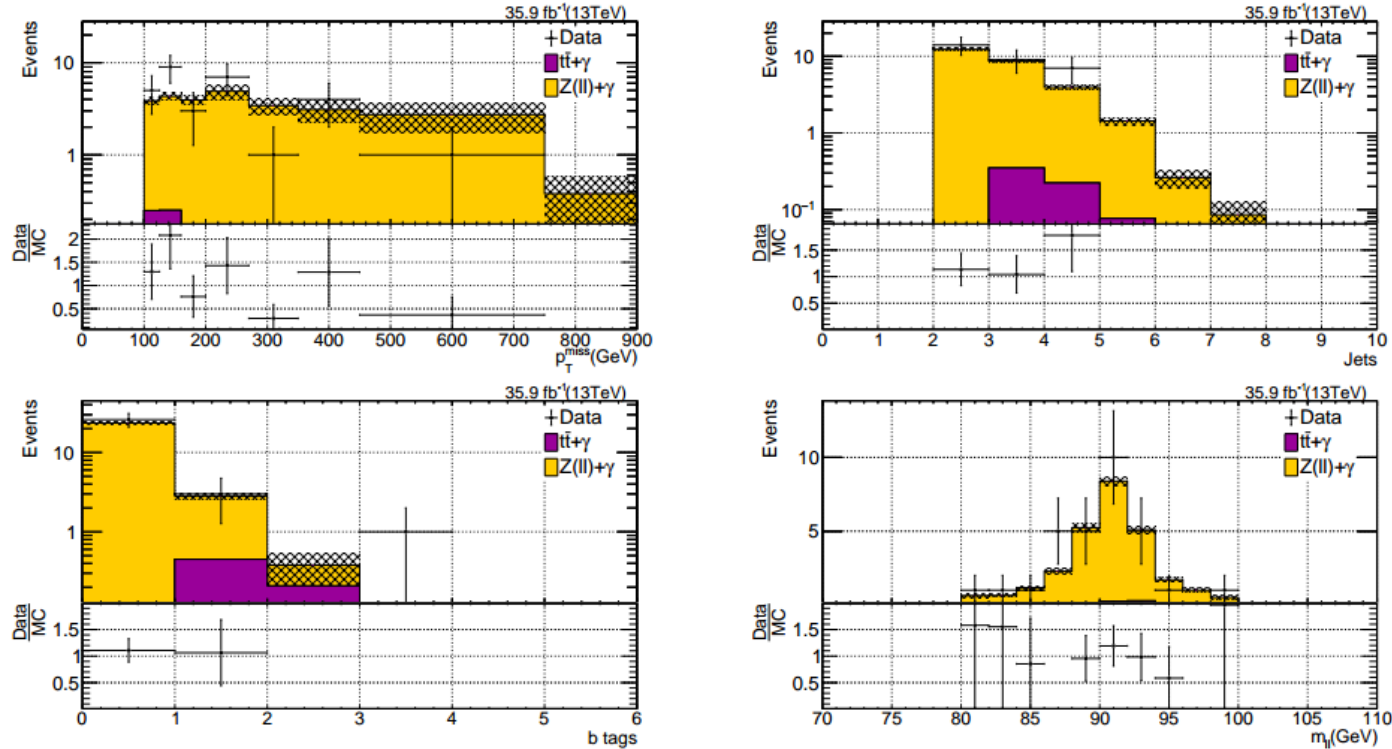 35.9 fb⁻¹(13TeV)
Events
Data
tt̄+γ
Z(ll)+γ
10
1
Data
MC
2
1.5
1
0.5
0 100 200 300 400 500 600 700 800 900
p_T^miss(GeV)
35.9 fb⁻¹(13TeV)
Events
Data
tt̄+γ
Z(ll)+γ
10
1
10⁻¹
Data
MC
1.5
1
0.5
0 1 2 3 4 5 6 7 8 9 10
Jets
35.9 fb⁻¹(13TeV)
Events
Data
tt̄+γ
Z(ll)+γ
10
1
Data
MC
1.5
1
0.5
0 1 2 3 4 5 6
b tags
35.9 fb⁻¹(13TeV)
Events
Data
tt̄+γ
Z(ll)+γ
10
5
Data
MC
1.5
1
0.5
70 75 80 85 90 95 100 105 110
m_ll(GeV)